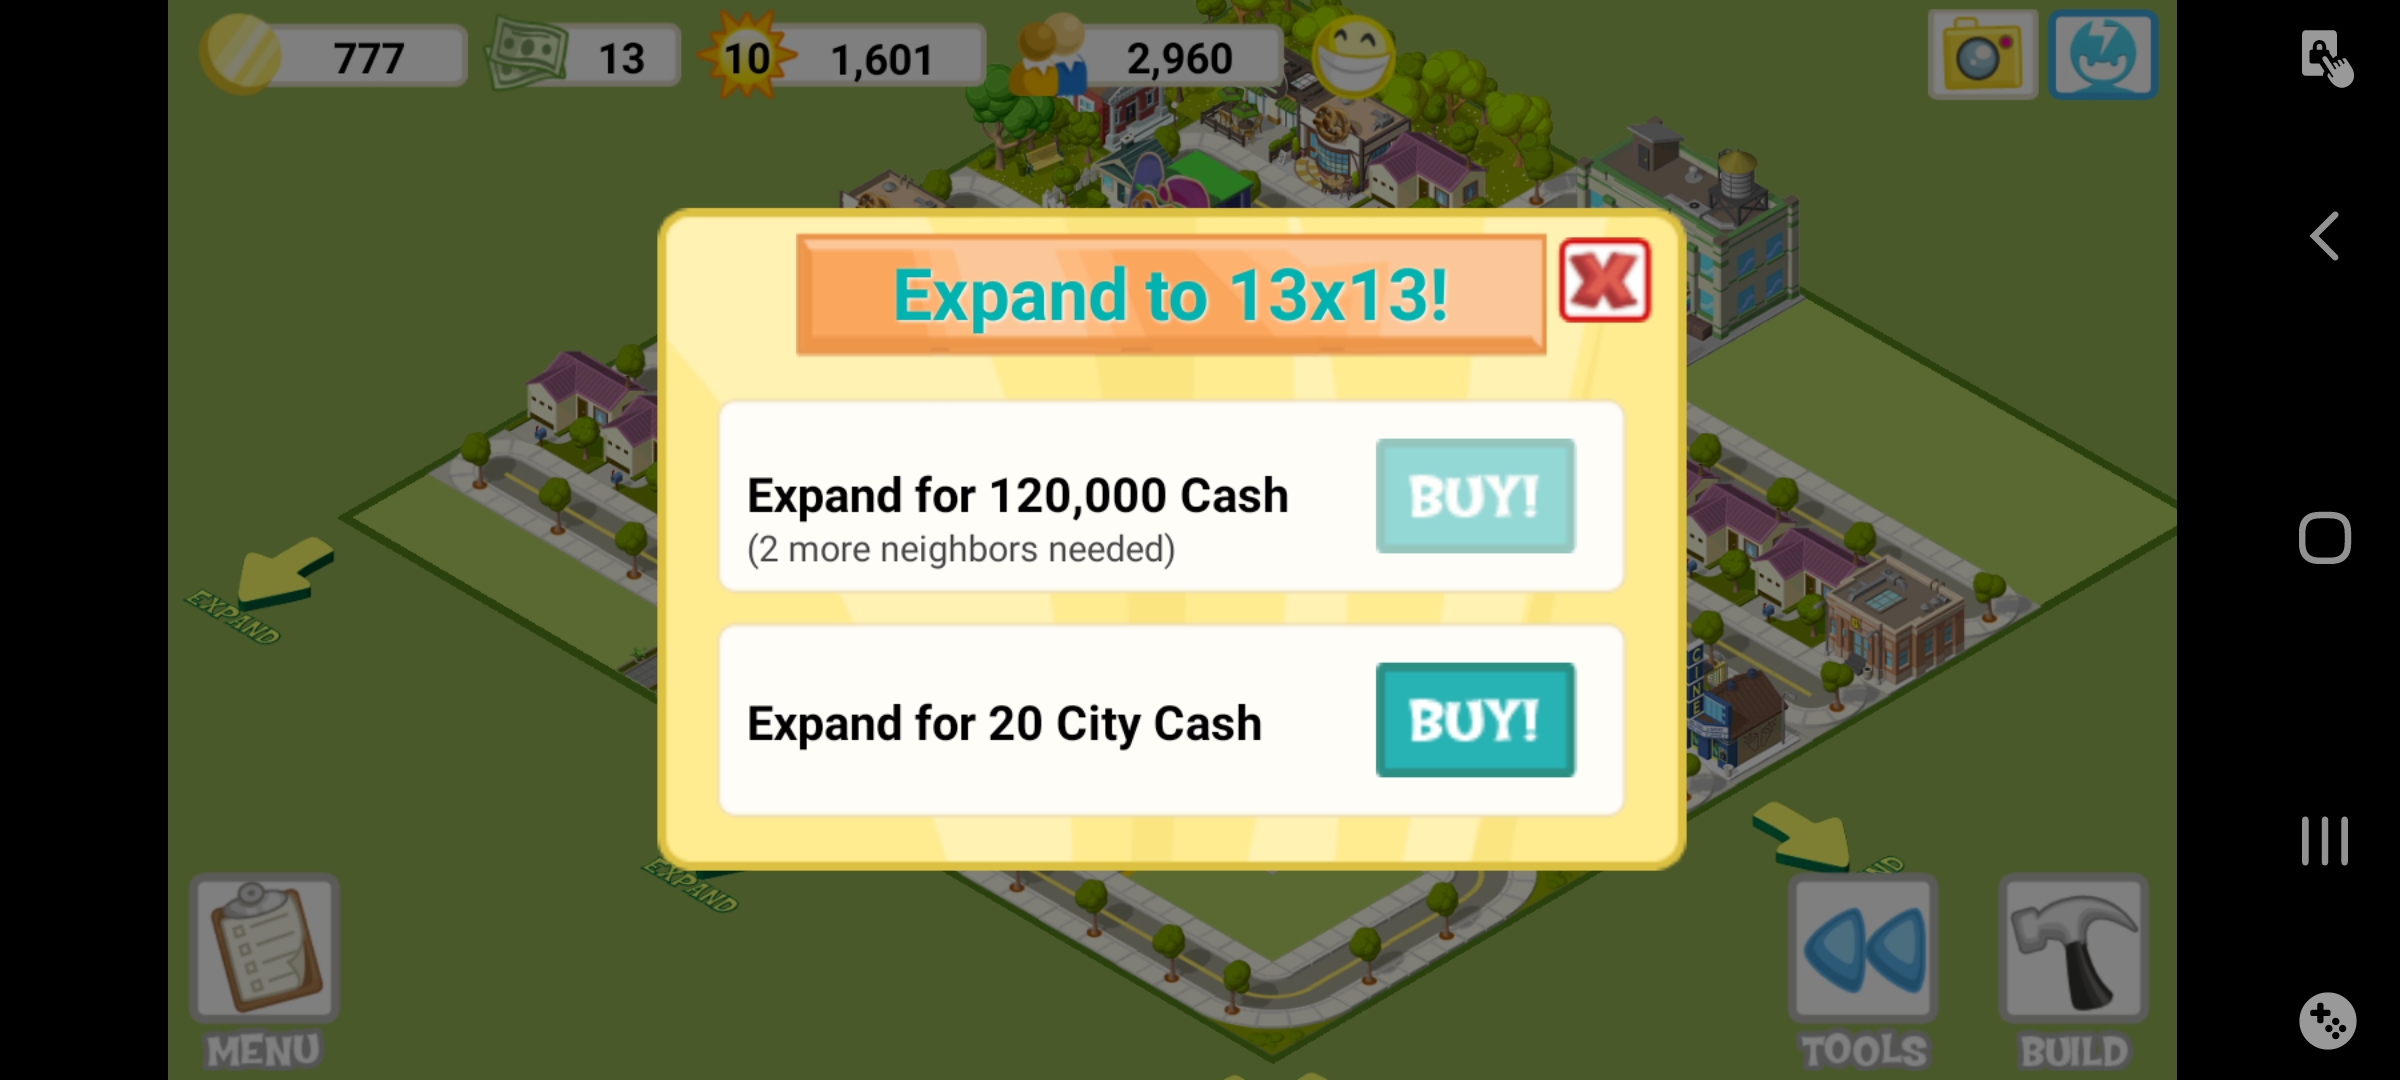 777
13
10
1,601
2,960
Expand to 13x13!
X
Expand for 120,000 Cash
(2 more neighbors needed)
BUY!
Expand for 20 City Cash
BUY!
EXPAND
EXPAND
ND
CINE
MENU
TOOLS
BUILD